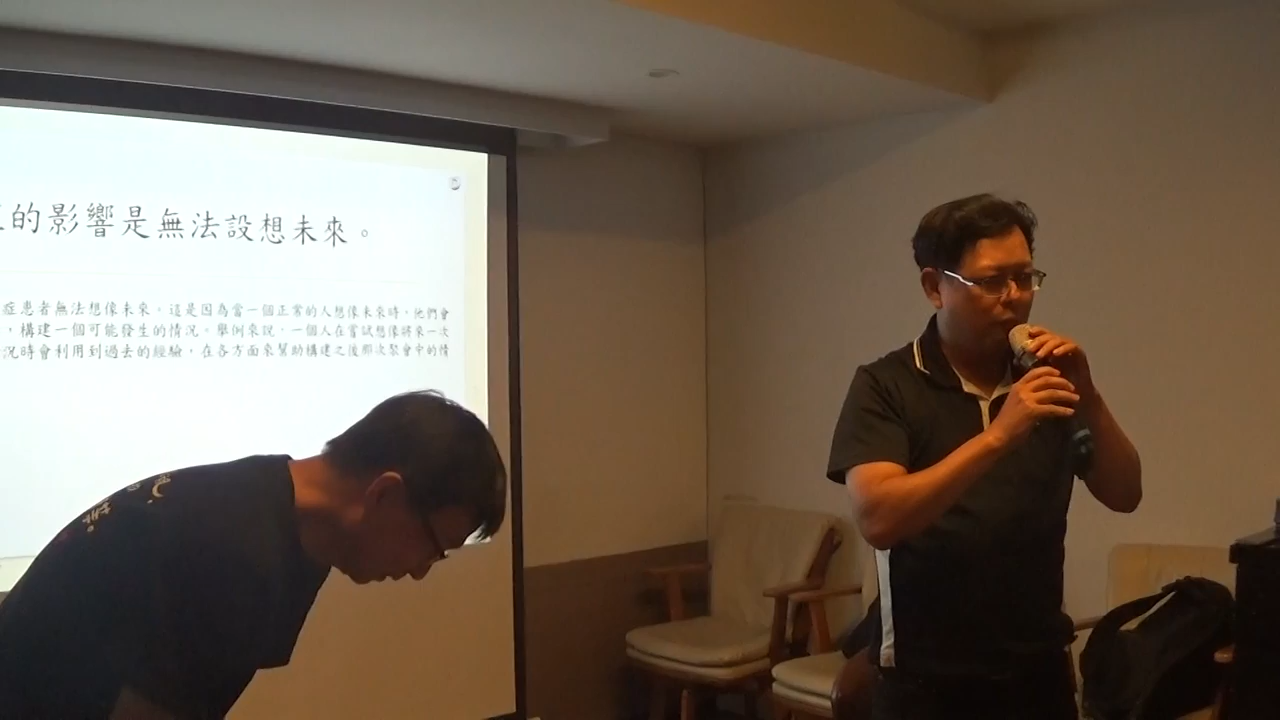 的影響是無法設想未來。
症患者無法想像未來。這是因為當一個正常的人想像未來時，他們會
，構建一個可能發生的情況。舉例來說，一個人在嘗試想像將來一次
況時會利用到過去的經驗，在各方面來幫助構建之後那次聚會中的情